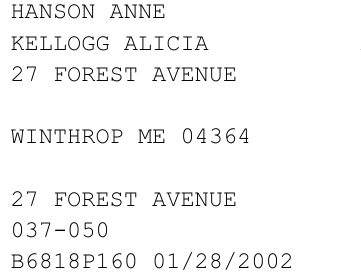 HANSON ANNE
KELLOGG ALICIA
27 FOREST AVENUE
WINTHROP ME 04364
27 FOREST AVENUE
037-050
B6818P160 01/28/2002